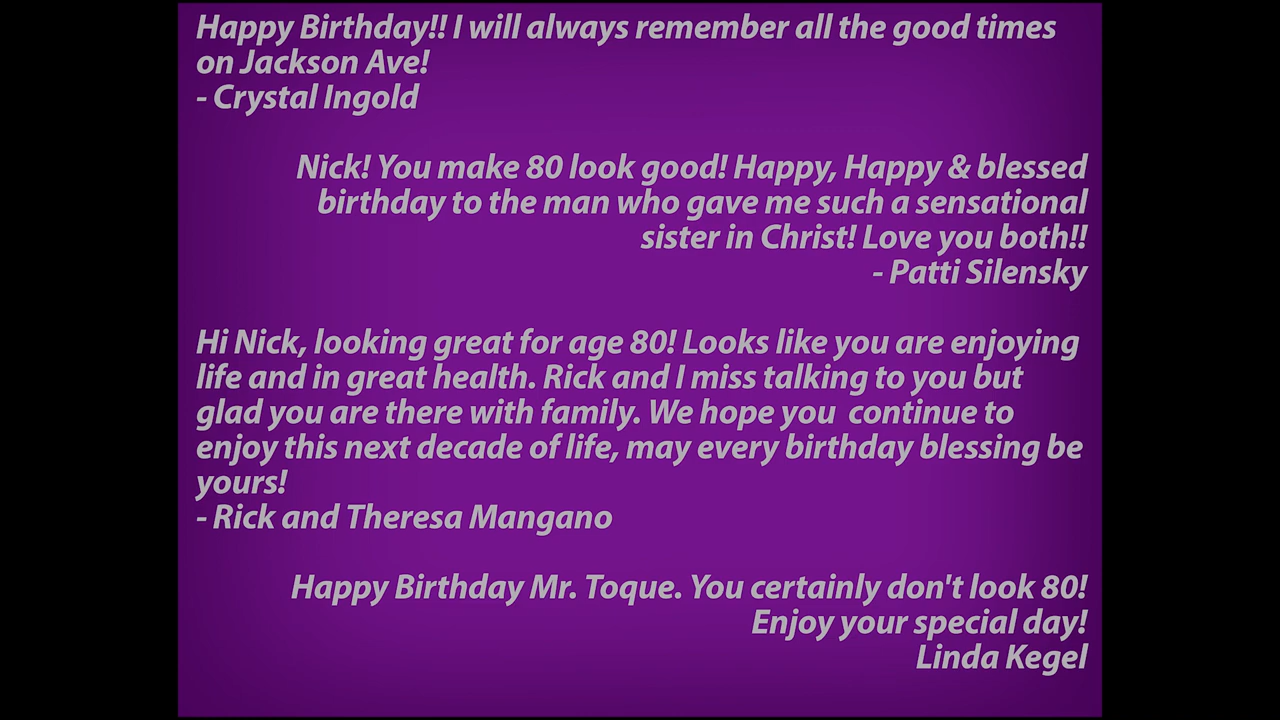 Happy Birthday!! I will always remember all the good times
on Jackson Ave!
- Crystal Ingold
Nick! You make 80 look good! Happy, Happy & blessed
birthday to the man who gave me such a sensational
sister in Christ! Love you both!!
- Patti Silensky
Hi Nick, looking great for age 80! Looks like you are enjoying
life and in great health. Rick and I miss talking to you but
glad you are there with family. We hope you  continue to
enjoy this next decade of life, may every birthday blessing be
yours!
- Rick and Theresa Mangano
Happy Birthday Mr. Toque. You certainly don't look 80!
Enjoy your special day!
Linda Kegel